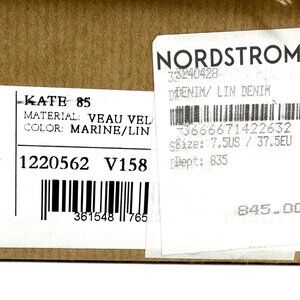 KATE 85
MATERIAL: VEAU VEL
COLOR: MARINE/LIN
1220562 V158
361548 765
NORDSTROM
33240428
DENIM/ LIN DENIM
73666671422632
Size: 7.5US / 37.5EU
Dept: 835
845.00